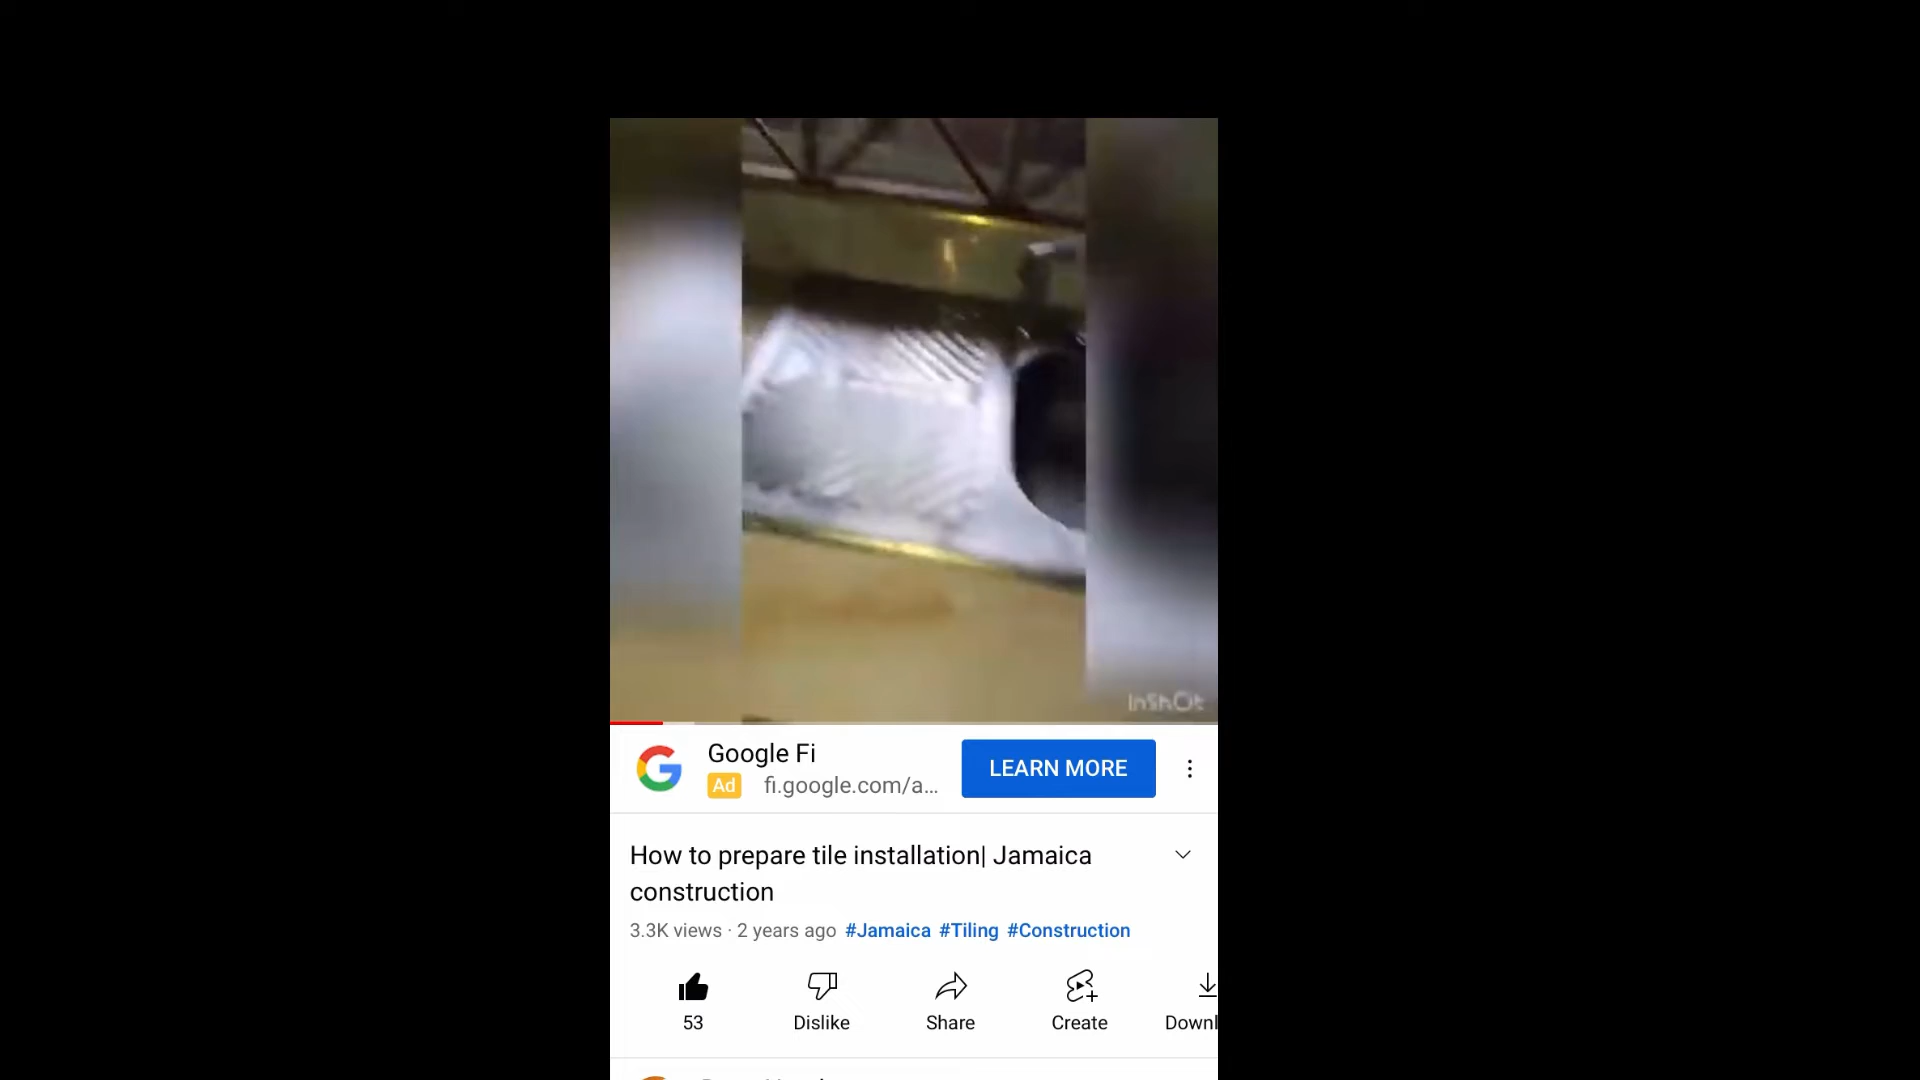 InShOt
Google Fi
Ad fi.google.com/a...
LEARN MORE
How to prepare tile installation| Jamaica
construction
3.3K views · 2 years ago #Jamaica #Tiling #Construction
53
Dislike
Share
Create
Downl